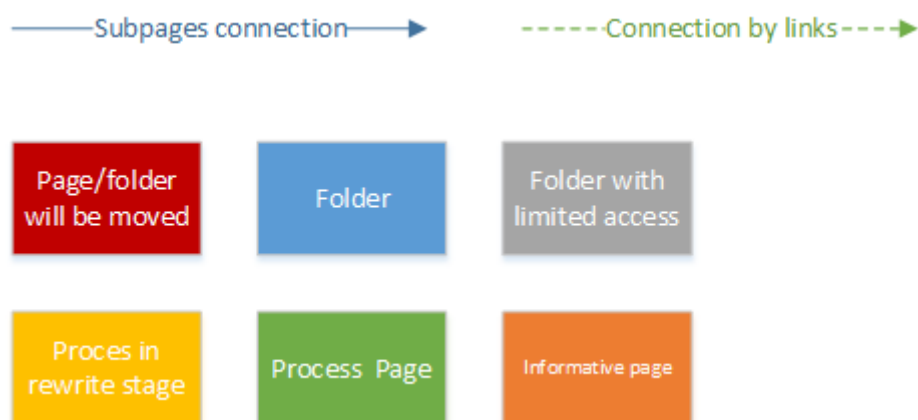 Subpages connection
Connection by links
Page/folder
will be moved
Folder
Folder with
limited access
Proces in
rewrite stage
Process Page
Informative page